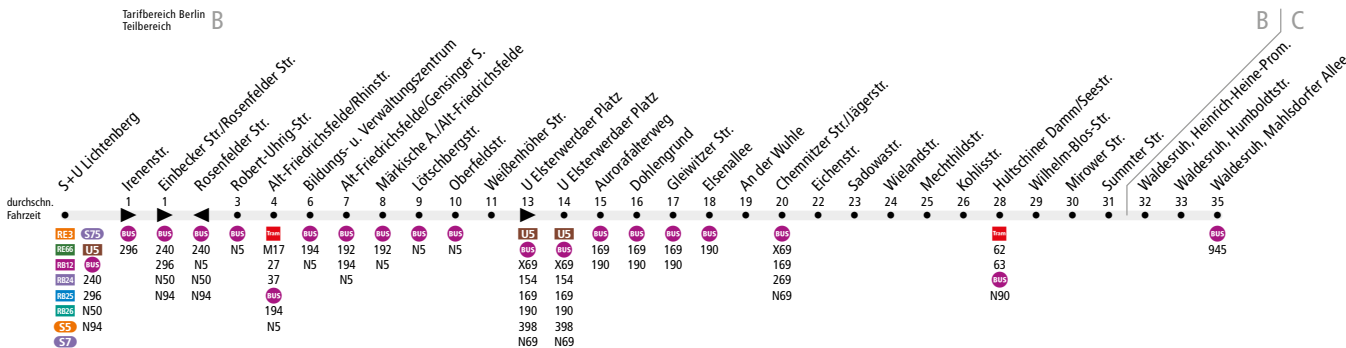 Tarifbereich Berlin
Teilbereich B
B C
S+U Lichtenberg
Irenenstr.
Einbecker Str./Rosenfelder Str.
Rosenfelder Str.
Robert-Uhrig-Str.
Alt-Friedrichsfelde/Rhinstr.
Bildungs- u. Verwaltungszentrum
Alt-Friedrichsfelde/Gensinger S.
Märkische A./Alt-Friedrichsfelde
Lötschbergstr.
Oberfeldstr.
Weißenhöher Str.
U Elsterwerdaer Platz
U Elsterwerdaer Platz
Aurorafalterweg
Dohlengrund
Gleiwitzer Str.
Elsenallee
An der Wuhle
Chemnitzer Str./Jägerstr.
Eichenstr.
Sadowastr.
Wielandstr.
Mechthildstr.
Kohlisstr.
Hultschiner Damm/Seestr.
Wilhelm-Blos-Str.
Mirower Str.
Summter Str.
Waldesruh, Heinrich-Heine-Prom.
Waldesruh, Humboldtstr.
Waldesruh, Mahlsdorfer Allee
durchschn. 1 1 3 4 6 7 8 9 10 11 13 14 15 16 17 18 19 20 22 23 24 25 26 28 29 30 31 32 33 35
Fahrzeit
RE3 S75 BUS BUS BUS BUS Tram BUS BUS BUS BUS BUS U5 U5 BUS BUS BUS BUS BUS Tram BUS
RE66 U5 296 240 240 N5 M17 194 192 192 N5 N5 BUS BUS 169 169 169 190 X69 62 945
RB12 BUS 296 N5 27 N5 194 N5 X69 X69 190 190 190 169 63
RB24 240 N50 N50 37 N5 154 154 269 BUS
RB25 296 N94 N94 BUS 169 169 N69 N90
RB26 N50 194 190 190
S5 N94 N5 398 398
S7 N69 N69